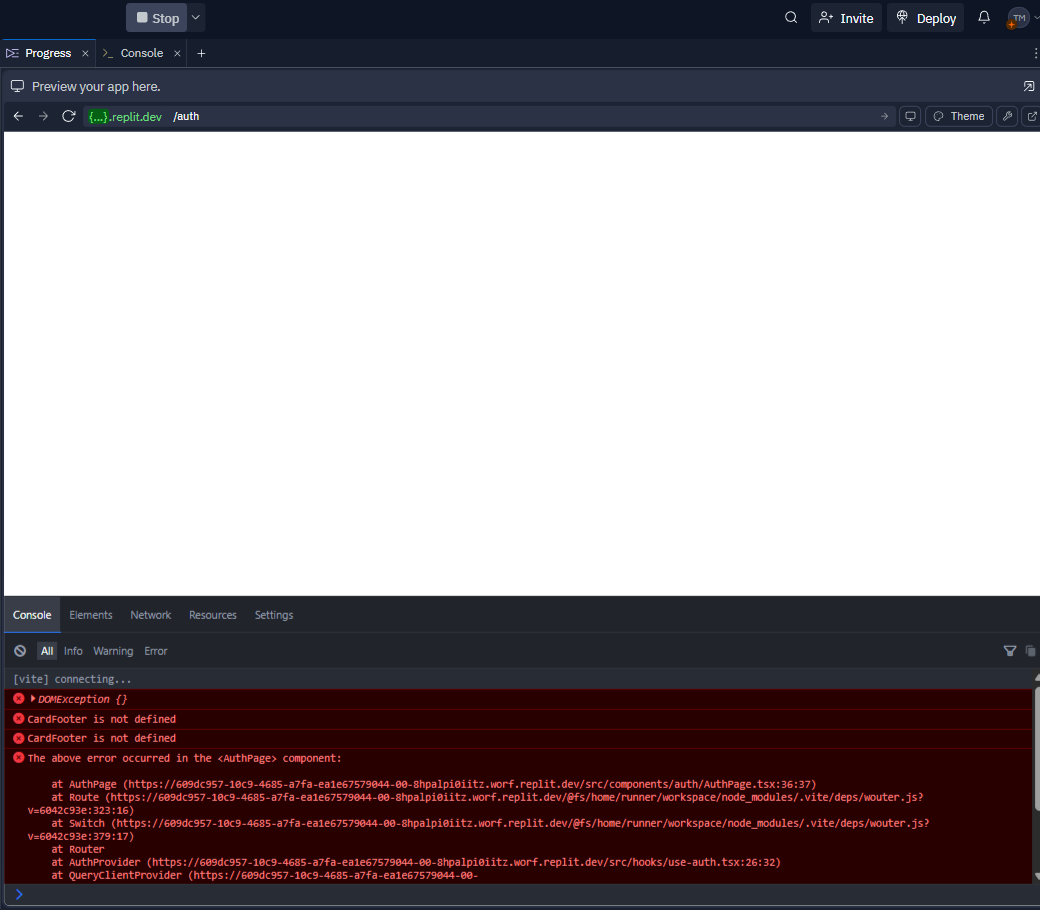 Stop
Invite
Deploy
TM
Progress
>_ Console
Preview your app here.
{...}.replit.dev /auth
Theme
Console Elements Network Resources Settings
All Info Warning Error
[vite] connecting...
DOMException {}
CardFooter is not defined
CardFooter is not defined
The above error occurred in the <AuthPage> component:
at AuthPage (https://609dc957-10c9-4685-a7fa-ea1e67579044-00-8hpalpi0iitz.worf.replit.dev/src/components/auth/AuthPage.tsx:36:37)
at Route (https://609dc957-10c9-4685-a7fa-ea1e67579044-00-8hpalpi0iitz.worf.replit.dev/@fs/home/runner/workspace/node_modules/.vite/deps/wouter.js?
v=6042c93e:323:16)
at Switch (https://609dc957-10c9-4685-a7fa-ea1e67579044-00-8hpalpi0iitz.worf.replit.dev/@fs/home/runner/workspace/node_modules/.vite/deps/wouter.js?
v=6042c93e:379:17)
at Router
at AuthProvider (https://609dc957-10c9-4685-a7fa-ea1e67579044-00-8hpalpi0iitz.worf.replit.dev/src/hooks/use-auth.tsx:26:32)
at QueryClientProvider (https://609dc957-10c9-4685-a7fa-ea1e67579044-00-